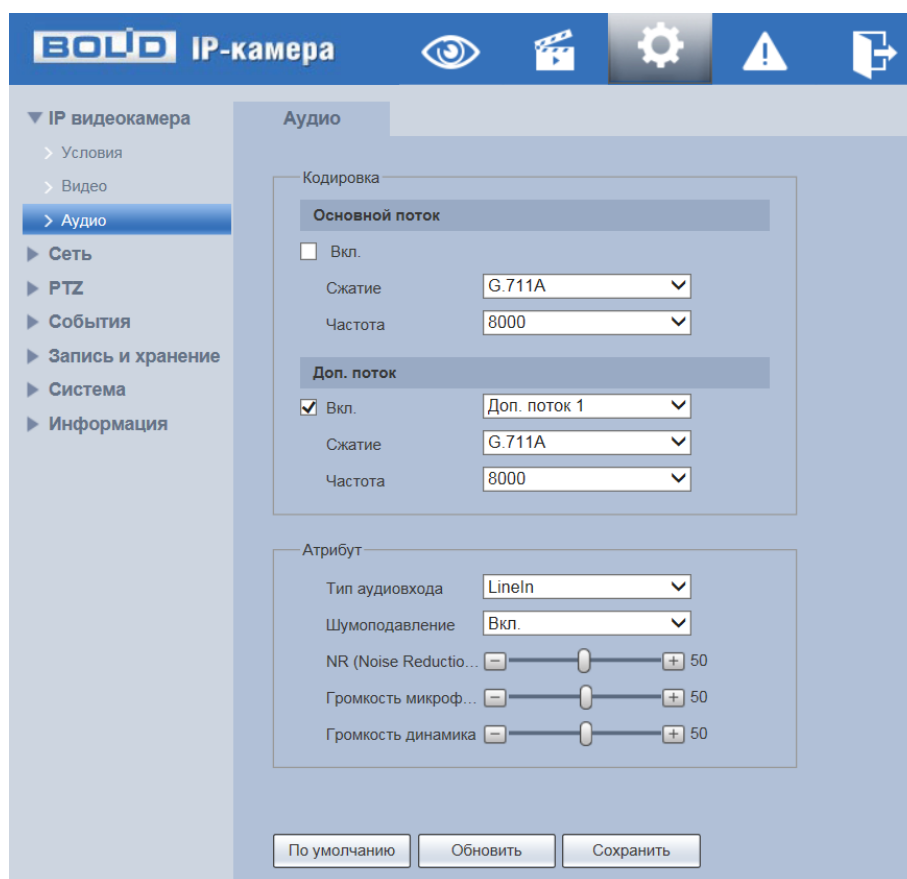 BOLID IP-камера
IP видеокамера
Условия
Видео
Аудио
Сеть
PTZ
События
Запись и хранение
Система
Информация
Аудио
Кодировка
Основной поток
Вкл.
Сжатие G.711A
Частота 8000
Доп. поток
Вкл. Доп. поток 1
Сжатие G.711A
Частота 8000
Атрибут
Тип аудиовхода LineIn
Шумоподавление Вкл.
NR (Noise Reductio... 50
Громкость микроф... 50
Громкость динамика 50
По умолчанию Обновить Сохранить